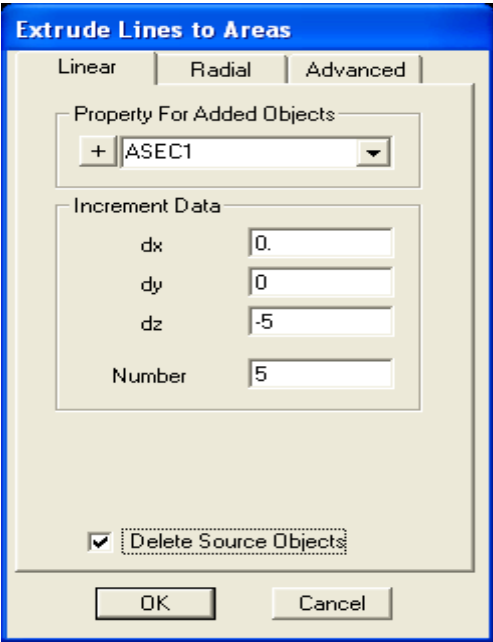 Extrude Lines to Areas
Linear Radial Advanced
Property For Added Objects
+ ASEC1
Increment Data
dx 0.
dy 0
dz -5
Number 5
Delete Source Objects
OK Cancel